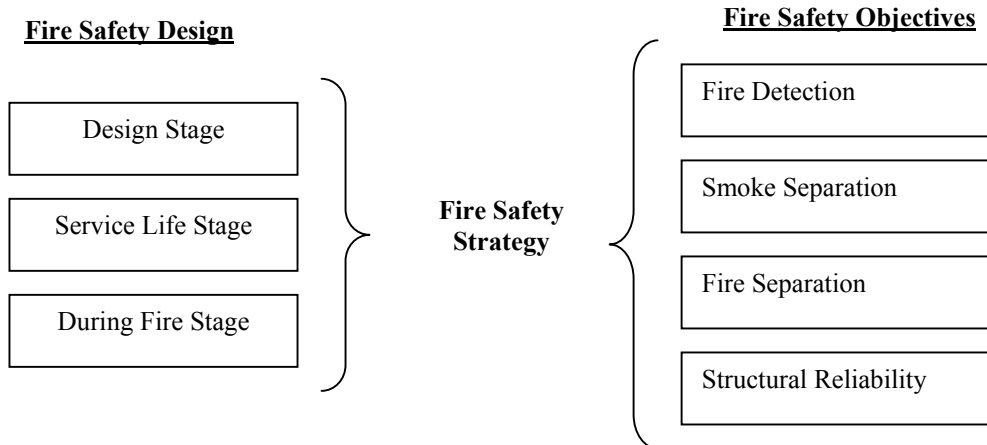 Fire Safety Design
Design Stage
Service Life Stage
During Fire Stage
Fire Safety
Strategy
Fire Safety Objectives
Fire Detection
Smoke Separation
Fire Separation
Structural Reliability